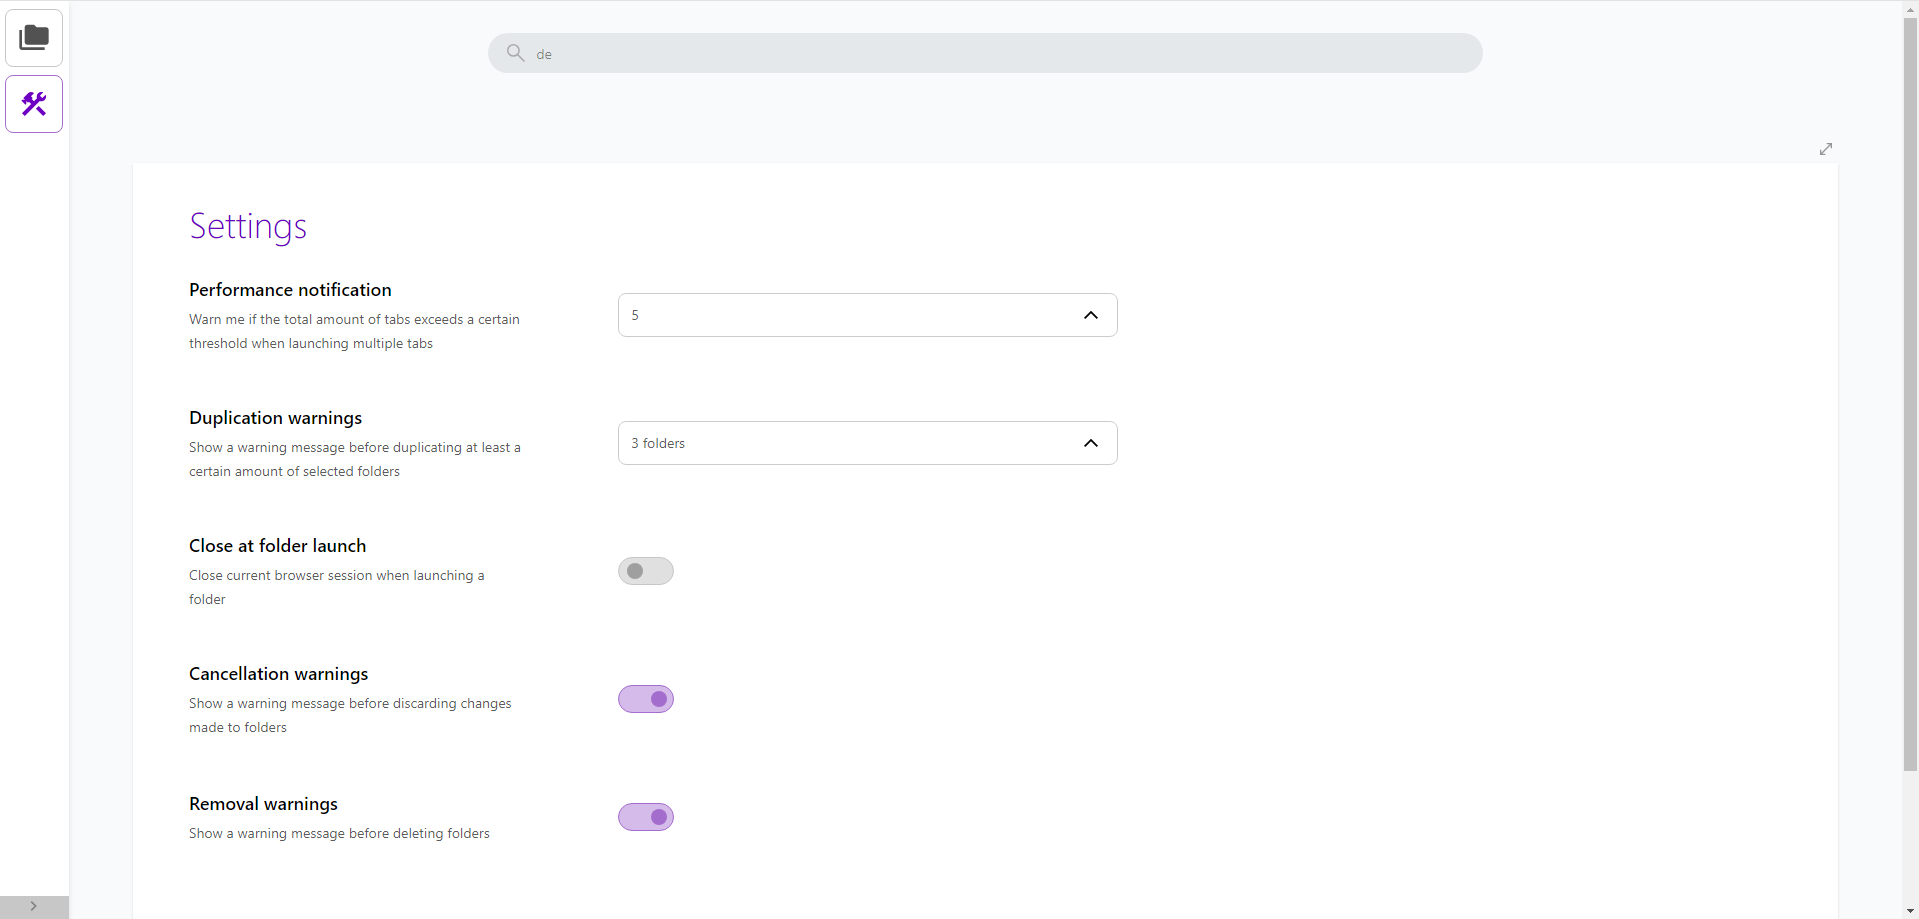 de
Settings
Performance notification
Warn me if the total amount of tabs exceeds a certain
threshold when launching multiple tabs
5
Duplication warnings
Show a warning message before duplicating at least a
certain amount of selected folders
3 folders
Close at folder launch
Close current browser session when launching a
folder
Cancellation warnings
Show a warning message before discarding changes
made to folders
Removal warnings
Show a warning message before deleting folders